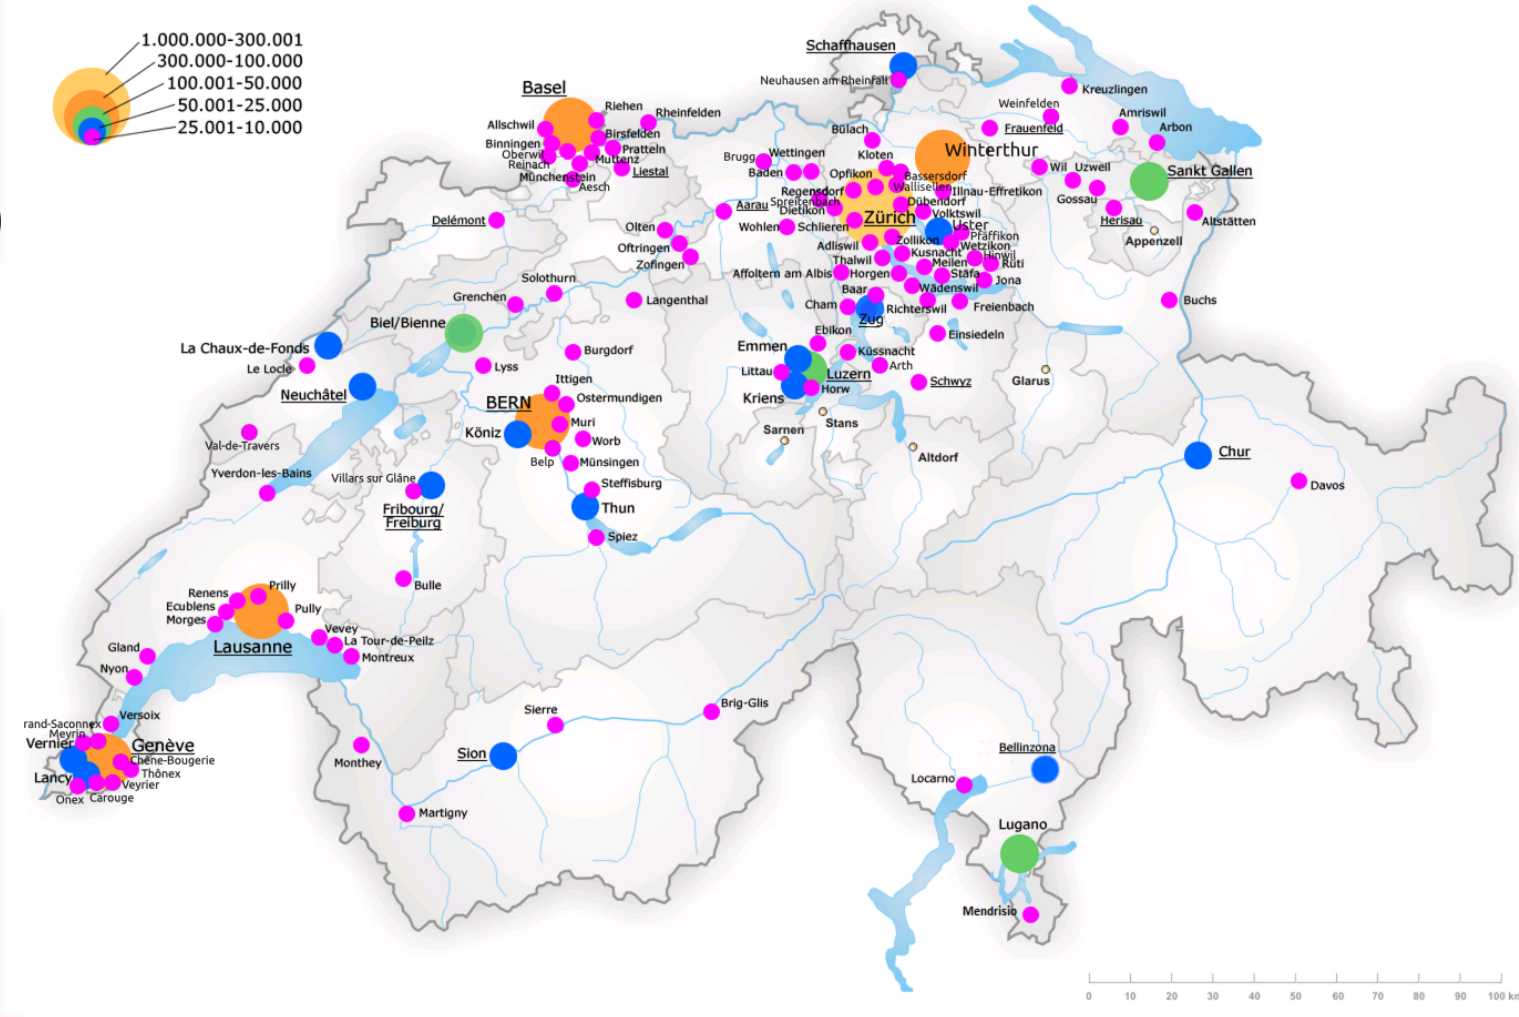 1.000.000-300.001
300.000-100.000
100.001-50.000
50.001-25.000
25.001-10.000
Schaffhausen
Neuhausen am Rheinfall
Kreuzlingen
Weinfelden
Amriswil
Frauenfeld
Arbon
Basel
Riehen
Rheinfelden
Allschwil
Birsfelden
Binningen
Pratteln
Oberwil
Muttenz
Reinach
Liestal
Münchenstein
Aesch
Bülach
Winterthur
Brugg
Wettingen
Kloten
Baden
Opfikon
Bassersdorf
Wil
Uzwil
Sankt Gallen
Regensdorf
Wallisellen
Illnau-Effretikon
Gossau
Spreitenbach
Dübendorf
Dietikon
Volketswil
Herisau
Altstätten
Delémont
Aarau
Zürich
Olten
Wohlen
Schlieren
Uster
Pfäffikon
Appenzell
Oftringen
Adliswil
Zollikon
Wetzikon
Zofingen
Thalwil
Kusnacht
Hinwil
Meilen
Rüti
Affoltern am Albis
Horgen
Stäfa
Jona
Solothurn
Wädenswil
Grenchen
Langenthal
Baar
Cham
Richterswil
Freienbach
Buchs
Zug
Biel/Bienne
Ebikon
Einsiedeln
La Chaux-de-Fonds
Emmen
Burgdorf
Küssnacht
Le Locle
Lyss
Littau
Luzern
Arth
Ittigen
Schwyz
Glarus
Neuchâtel
Kriens
Horw
BERN
Ostermundigen
Muri
Stans
Köniz
Sarnen
Worb
Val-de-Travers
Belp
Münsingen
Altdorf
Chur
Yverdon-les-Bains
Villars sur Glâne
Steffisburg
Davos
Fribourg/
Freiburg
Thun
Spiez
Bulle
Prilly
Renens
Ecublens
Pully
Morges
Vevey
Lausanne
La Tour-de-Peilz
Gland
Montreux
Nyon
Sierre
Brig-Glis
Versoix
rand-Saconnex
Meyrin
Vernier
Genève
Chêne-Bougerie
Sion
Bellinzona
Monthey
Thônex
Lancy
Veyrier
Onex
Carouge
Locarno
Martigny
Lugano
Mendrisio
0 10 20 30 40 50 60 70 80 90 100 km